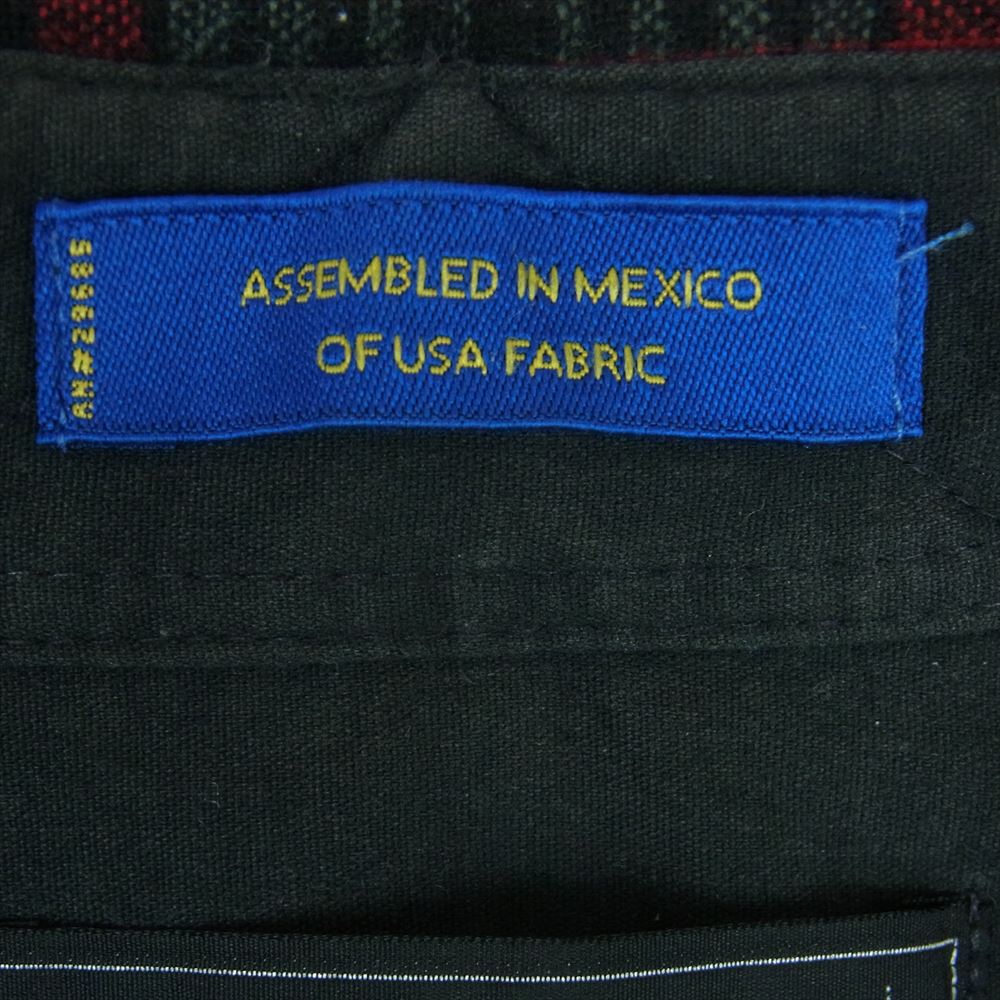 ASSEMBLED IN MEXICO
OF USA FABRIC
RN#29685